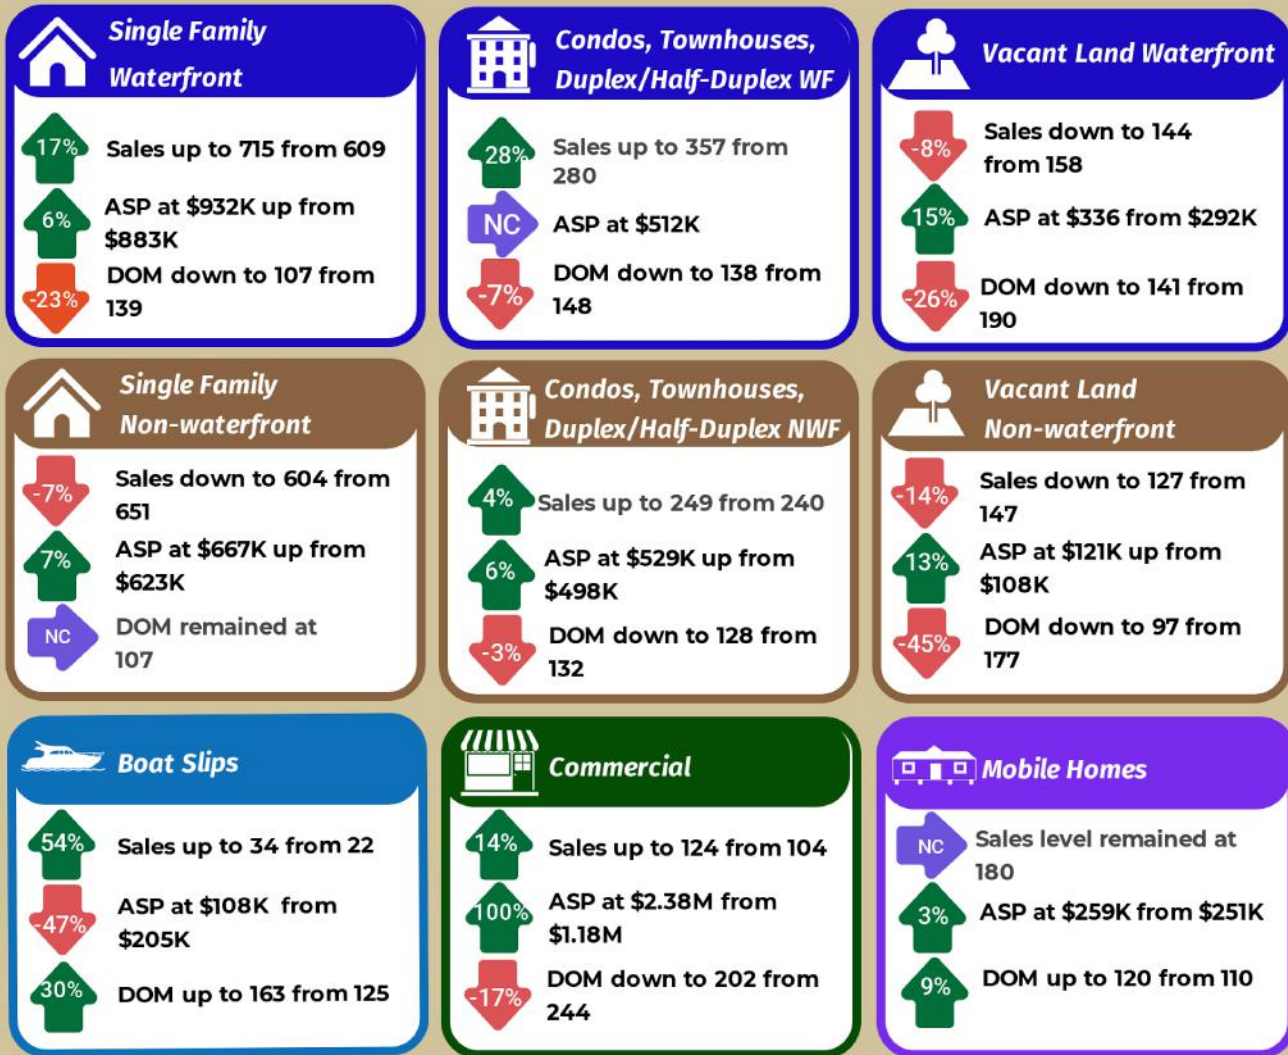 Single Family
Waterfront
17%
Sales up to 715 from 609
6%
ASP at $932K up from
$883K
-23%
DOM down to 107 from
139
Condos, Townhouses,
Duplex/Half-Duplex WF
28%
Sales up to 357 from
280
NC
ASP at $512K
-7%
DOM down to 138 from
148
Vacant Land Waterfront
-8%
Sales down to 144
from 158
15%
ASP at $336 from $292K
-26%
DOM down to 141 from
190
Single Family
Non-waterfront
-7%
Sales down to 604 from
651
7%
ASP at $667K up from
$623K
NC
DOM remained at
107
Condos, Townhouses,
Duplex/Half-Duplex NWF
4%
Sales up to 249 from 240
6%
ASP at $529K up from
$498K
-3%
DOM down to 128 from
132
Vacant Land
Non-waterfront
-14%
Sales down to 127 from
147
13%
ASP at $121K up from
$108K
-45%
DOM down to 97 from
177
Boat Slips
54%
Sales up to 34 from 22
-47%
ASP at $108K from
$205K
30%
DOM up to 163 from 125
Commercial
14%
Sales up to 124 from 104
100%
ASP at $2.38M from
$1.18M
-17%
DOM down to 202 from
244
Mobile Homes
NC
Sales level remained at
180
3%
ASP at $259K from $251K
9%
DOM up to 120 from 110